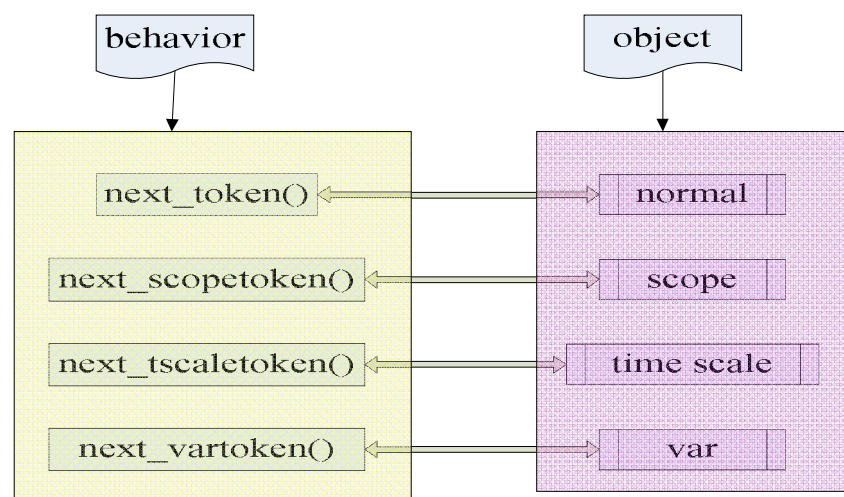 behavior
object
next_token()
normal
next_scopetoken()
scope
next_tscaletoken()
time scale
next_vartoken()
var